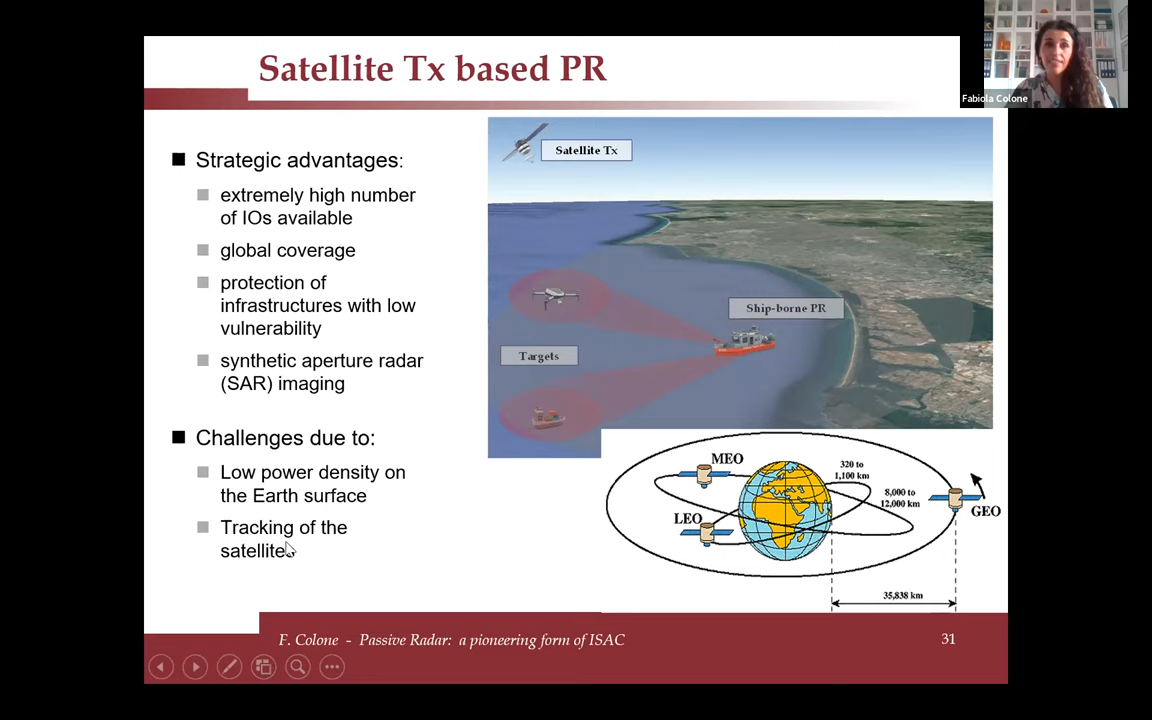 Satellite Tx based PR
Fabiola Colone
Strategic advantages:
extremely high number
of IOs available
global coverage
protection of
infrastructures with low
vulnerability
synthetic aperture radar
(SAR) imaging
Challenges due to:
Low power density on
the Earth surface
Tracking of the
satellite
Satellite Tx
Ship-borne PR
Targets
MEO
LEO
GEO
320 to
1,100 km
8,000 to
12,000 km
35,838 km
F. Colone - Passive Radar: a pioneering form of ISAC
31